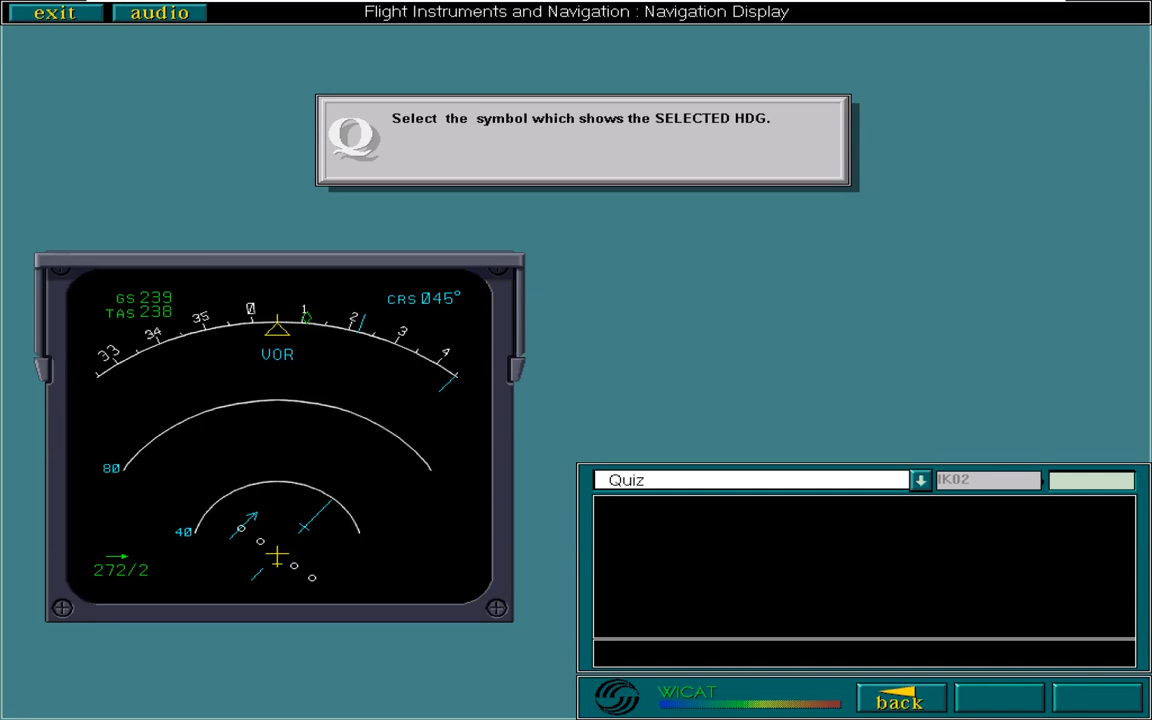 exit audio Flight Instruments and Navigation : Navigation Display
Select the symbol which shows the SELECTED HDG.
Q
GS 239
TAS 238
CRS 045°
33 34 35 0 1 2 3 4
VOR
80
40
272/2
Quiz
IK02
WICAT
back